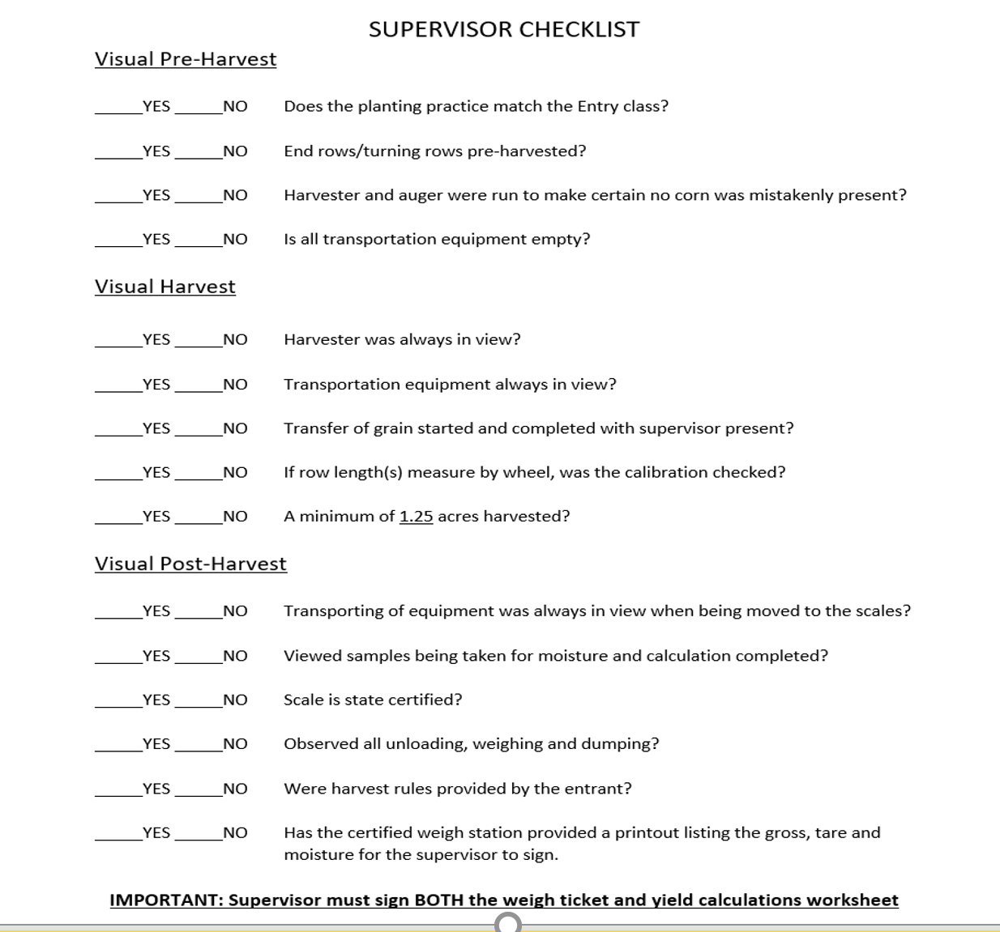 SUPERVISOR CHECKLIST
Visual Pre-Harvest
______YES ______NO Does the planting practice match the Entry class?
______YES ______NO End rows/turning rows pre-harvested?
______YES ______NO Harvester and auger were run to make certain no corn was mistakenly present?
______YES ______NO Is all transportation equipment empty?
Visual Harvest
______YES ______NO Harvester was always in view?
______YES ______NO Transportation equipment always in view?
______YES ______NO Transfer of grain started and completed with supervisor present?
______YES ______NO If row length(s) measure by wheel, was the calibration checked?
______YES ______NO A minimum of 1.25 acres harvested?
Visual Post-Harvest
______YES ______NO Transporting of equipment was always in view when being moved to the scales?
______YES ______NO Viewed samples being taken for moisture and calculation completed?
______YES ______NO Scale is state certified?
______YES ______NO Observed all unloading, weighing and dumping?
______YES ______NO Were harvest rules provided by the entrant?
______YES ______NO Has the certified weigh station provided a printout listing the gross, tare and
moisture for the supervisor to sign.
IMPORTANT: Supervisor must sign BOTH the weigh ticket and yield calculations worksheet